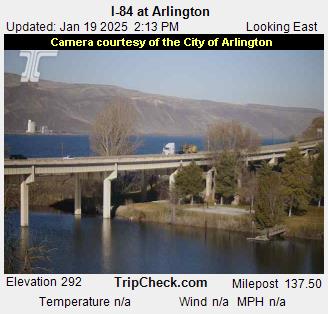 I-84 at Arlington
Updated: Jan 19 2025 2:13 PM Looking East
Camera courtesy of the City of Arlington
Elevation 292 TripCheck.com Milepost 137.50
Temperature n/a Wind n/a MPH n/a